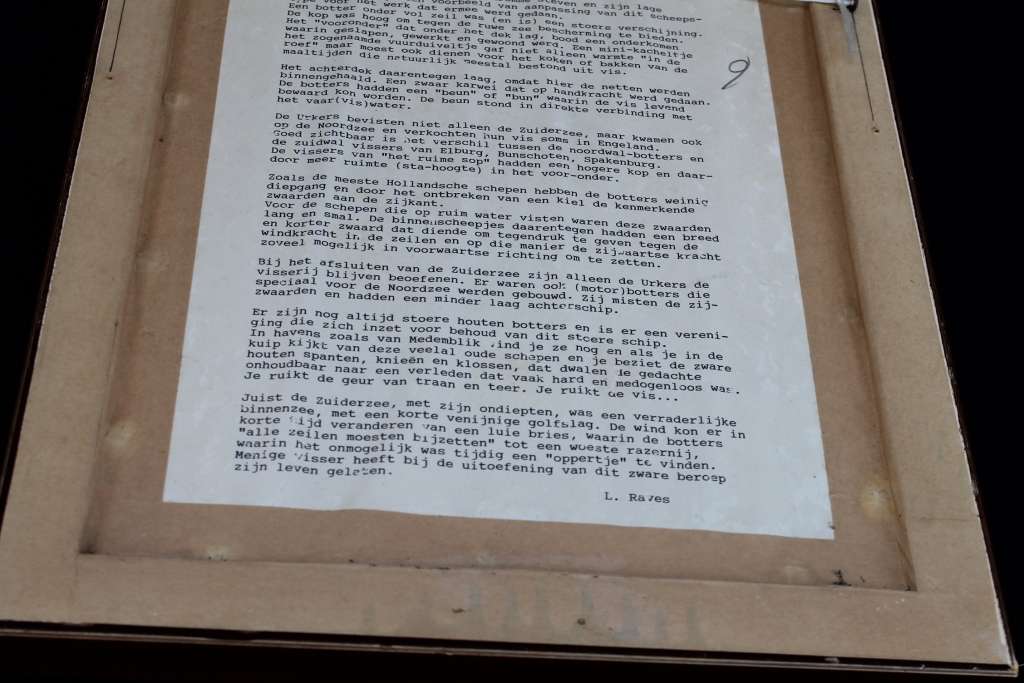 even en zijn lage
voorbeeld van aanpassing van dit scheeps-
type voor het werk dat ermee werd gedaan.
Een botter onder vol zeil was (en is) een stoere verschijning.
De kop was hoog om tegen de ruwe zee bescherming te bieden.
Het "vooronder" dat onder het dek lag, bood een onderkomen
waarin geslapen, gewerkt en gewoond werd. Een mini-kacheltje
het zogenaamde vuurduiveltje gaf niet alleen warmte "in de
roef" maar moest ook dienen voor het koken of bakken van de
maaltijden die natuurlijk meestal bestond uit vis.
9
Het achterdek daarentegen laag, omdat hier de netten werden
binnengehaald. Een zwaar karwei dat op handkracht werd gedaan.
De botters hadden een "beun" of "bun" waarin de vis levend
bewaard kon worden. De beun stond in direkte verbinding met
het vaar(vis)water.
De Urkers bevisten niet alleen de Zuiderzee, maar kwamen ook
op de Noordzee en verkochten hun vis soms in Engeland.
Goed zichtbaar is het verschil tussen de noordwal-botters en
de zuidwal vissers van Elburg, Bunschoten, Spakenburg.
De vissers van "het ruime sop" hadden een hogere kop en daar-
door meer ruimte (sta-hoogte) in het voor-onder.
Zoals de meeste Hollandsche schepen hebben de botters weinig
diepgang en door het ontbreken van een kiel de kenmerkende
zwaarden aan de zijkant.
Voor de schepen die op ruim water visten waren deze zwaarden
lang en smal. De binnenscheepjes daarentegen hadden een breed
en korter zwaard dat diende om tegendruk te geven tegen de
windkracht in de zeilen en op die manier de zijwaartse kracht
zoveel mogelijk in voorwaartse richting om te zetten.
Bij het afsluiten van de Zuiderzee zijn alleen de Urkers de
visserij blijven beoefenen. Er waren ook (motor)botters die
speciaal voor de Noordzee werden gebouwd. Zij misten de zij-
zwaarden en hadden een minder laag achterschip.
Er zijn nog altijd stoere houten botters en is er een vereni-
ging die zich inzet voor behoud van dit stoere schip.
In havens zoals van Medemblik vind je ze nog en als je in de
kuip kijkt van deze veelal oude schepen en je beziet de zware
houten spanten, knieën en klossen, dat dwalen je gedachte
onhoudbaar naar een verleden dat vaak hard en medogenloos was.
Je ruikt de geur van traan en teer. Je ruikt de vis...
Juist de Zuiderzee, met zijn ondiepten, was een verraderlijke
binnenzee, met een korte venijnige golfslag. De wind kon er in
korte tijd veranderen van een luie bries, waarin de botters
"alle zeilen moesten bijzetten" tot een woeste razernij,
waarin het onmogelijk was tijdig een "oppertje" te vinden.
Menige visser heeft bij de uitoefening van dit zware beroep
zijn leven gelaten.